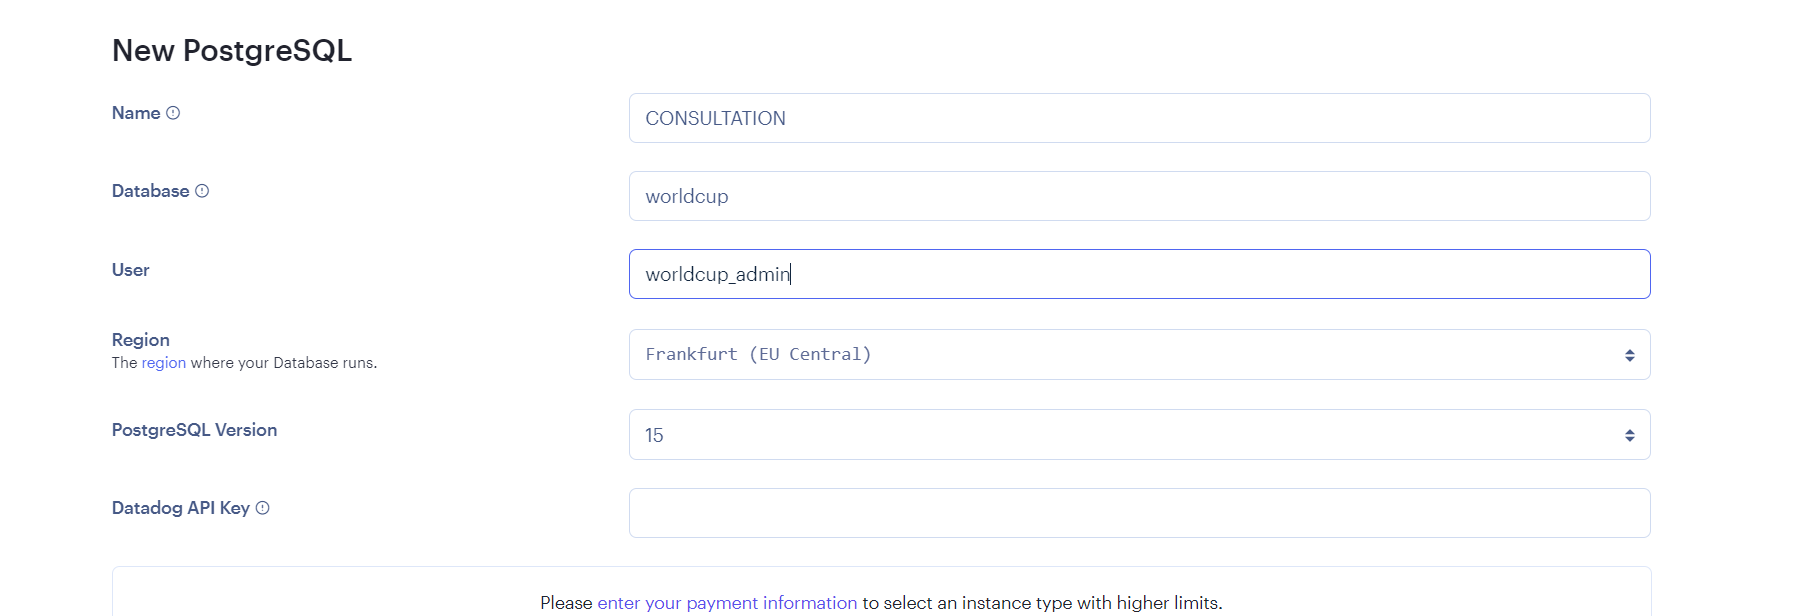 New PostgreSQL
Name
CONSULTATION
Database
worldcup
User
worldcup_admin
Region
The region where your Database runs.
Frankfurt (EU Central)
PostgreSQL Version
15
Datadog API Key
Please enter your payment information to select an instance type with higher limits.